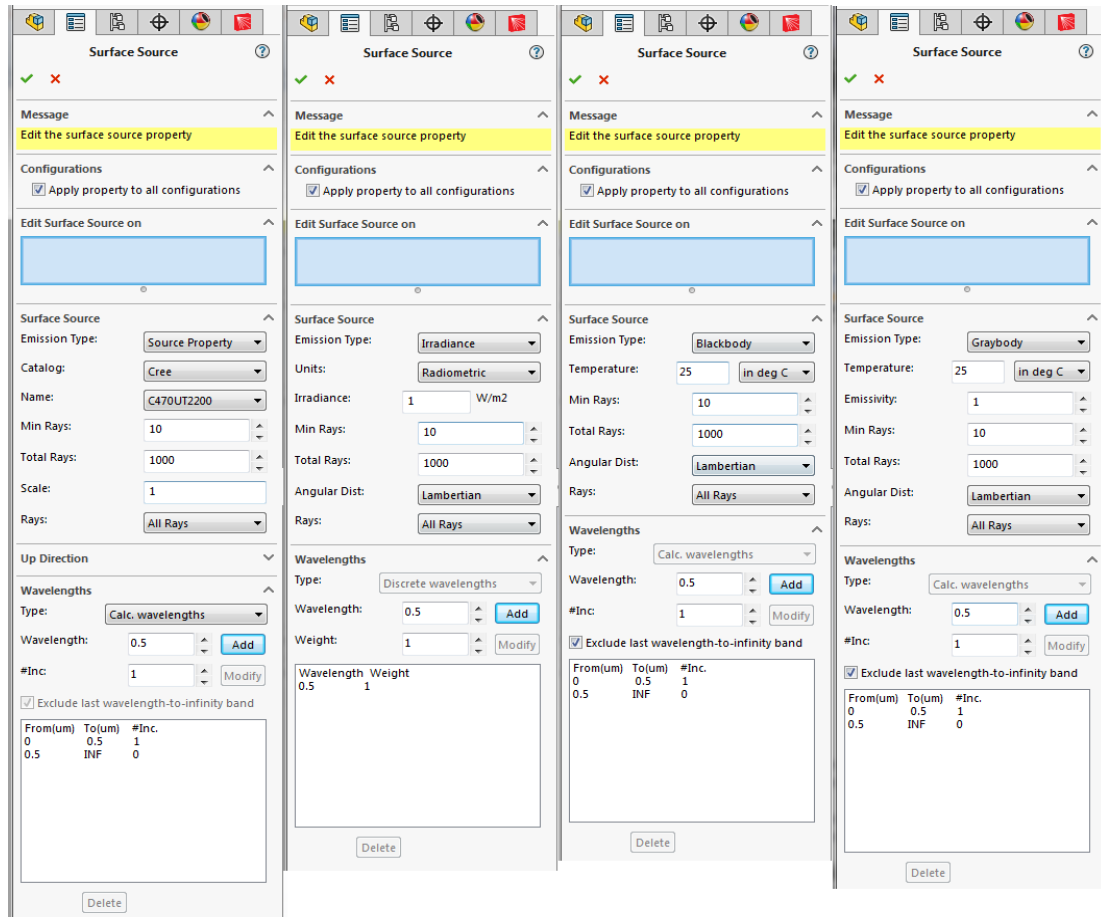 Surface Source
Message
Edit the surface source property
Configurations
Apply property to all configurations
Edit Surface Source on
Surface Source
Emission Type: Source Property
Catalog: Cree
Name: C470UT2200
Min Rays: 10
Total Rays: 1000
Scale: 1
Rays: All Rays
Up Direction
Wavelengths
Type: Calc. wavelengths
Wavelength: 0.5 Add
#Inc: 1 Modify
Exclude last wavelength-to-infinity band
From(um) To(um) #Inc.
0 0.5 1
0.5 INF 0
Delete
Surface Source
Message
Edit the surface source property
Configurations
Apply property to all configurations
Edit Surface Source on
Surface Source
Emission Type: Irradiance
Units: Radiometric
Irradiance: 1 W/m2
Min Rays: 10
Total Rays: 1000
Angular Dist: Lambertian
Rays: All Rays
Wavelengths
Type: Discrete wavelengths
Wavelength: 0.5 Add
Weight: 1 Modify
Wavelength Weight
0.5 1
Delete
Surface Source
Message
Edit the surface source property
Configurations
Apply property to all configurations
Edit Surface Source on
Surface Source
Emission Type: Blackbody
Temperature: 25 in deg C
Min Rays: 10
Total Rays: 1000
Angular Dist: Lambertian
Rays: All Rays
Wavelengths
Type: Calc. wavelengths
Wavelength: 0.5 Add
#Inc: 1 Modify
Exclude last wavelength-to-infinity band
From(um) To(um) #Inc.
0 0.5 1
0.5 INF 0
Delete
Surface Source
Message
Edit the surface source property
Configurations
Apply property to all configurations
Edit Surface Source on
Surface Source
Emission Type: Graybody
Temperature: 25 in deg C
Emissivity: 1
Min Rays: 10
Total Rays: 1000
Angular Dist: Lambertian
Rays: All Rays
Wavelengths
Type: Calc. wavelengths
Wavelength: 0.5 Add
#Inc: 1 Modify
Exclude last wavelength-to-infinity band
From(um) To(um) #Inc.
0 0.5 1
0.5 INF 0
Delete